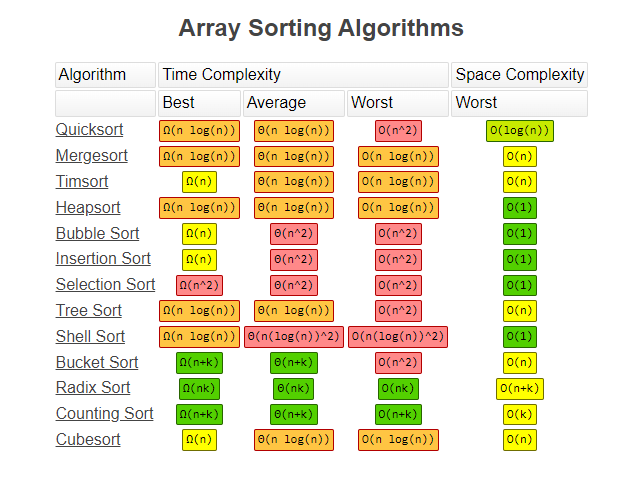 Array Sorting Algorithms
Algorithm Time Complexity Space Complexity
Best Average Worst Worst
Quicksort Ω(n log(n)) Θ(n log(n)) O(n^2) O(log(n))
Mergesort Ω(n log(n)) Θ(n log(n)) O(n log(n)) O(n)
Timsort Ω(n) Θ(n log(n)) O(n log(n)) O(n)
Heapsort Ω(n log(n)) Θ(n log(n)) O(n log(n)) O(1)
Bubble Sort Ω(n) Θ(n^2) O(n^2) O(1)
Insertion Sort Ω(n) Θ(n^2) O(n^2) O(1)
Selection Sort Ω(n^2) Θ(n^2) O(n^2) O(1)
Tree Sort Ω(n log(n)) Θ(n log(n)) O(n^2) O(n)
Shell Sort Ω(n log(n)) Θ(n(log(n))^2) O(n(log(n))^2) O(1)
Bucket Sort Ω(n+k) Θ(n+k) O(n^2) O(n)
Radix Sort Ω(nk) Θ(nk) O(nk) O(n+k)
Counting Sort Ω(n+k) Θ(n+k) O(n+k) O(k)
Cubesort Ω(n) Θ(n log(n)) O(n log(n)) O(n)